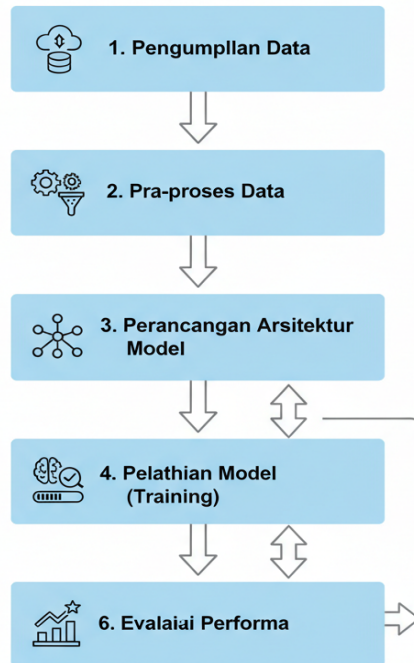 1. Pengumpllan Data
2. Pra-proses Data
3. Perancangan Arsitektur
Model
4. Pelathian Model
(Training)
6. Evalaiai Performa